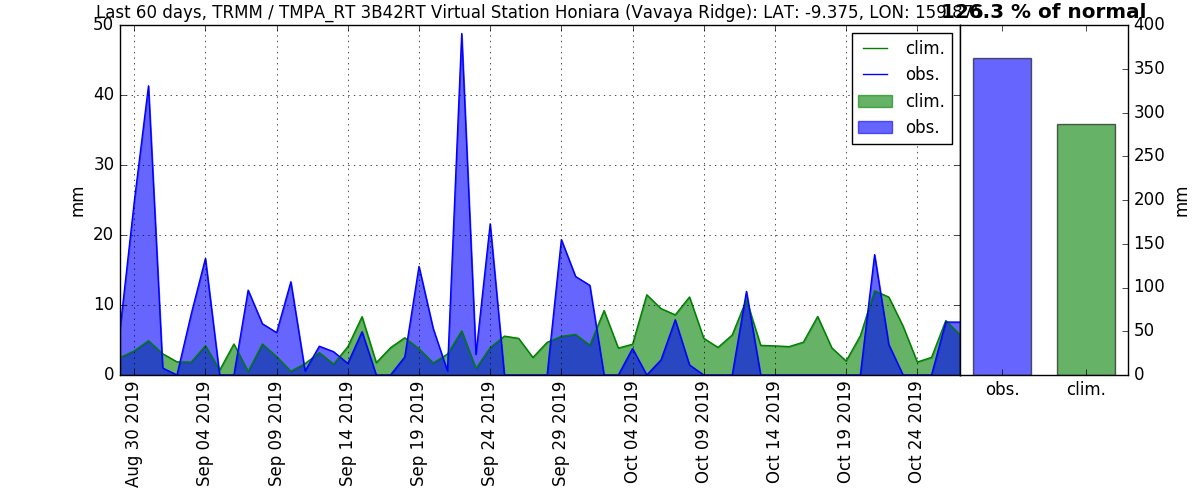 Last 60 days, TRMM / TMPA_RT 3B42RT Virtual Station Honiara (Vavaya Ridge): LAT: -9.375, LON:
126.3 % of normal
50
40
30
20
10
0
mm
clim.
obs.
clim.
obs.
Aug 30 2019
Sep 04 2019
Sep 09 2019
Sep 14 2019
Sep 19 2019
Sep 24 2019
Sep 29 2019
Oct 04 2019
Oct 09 2019
Oct 14 2019
Oct 19 2019
Oct 24 2019
400
350
300
250
200
150
100
50
0
mm
obs.
clim.